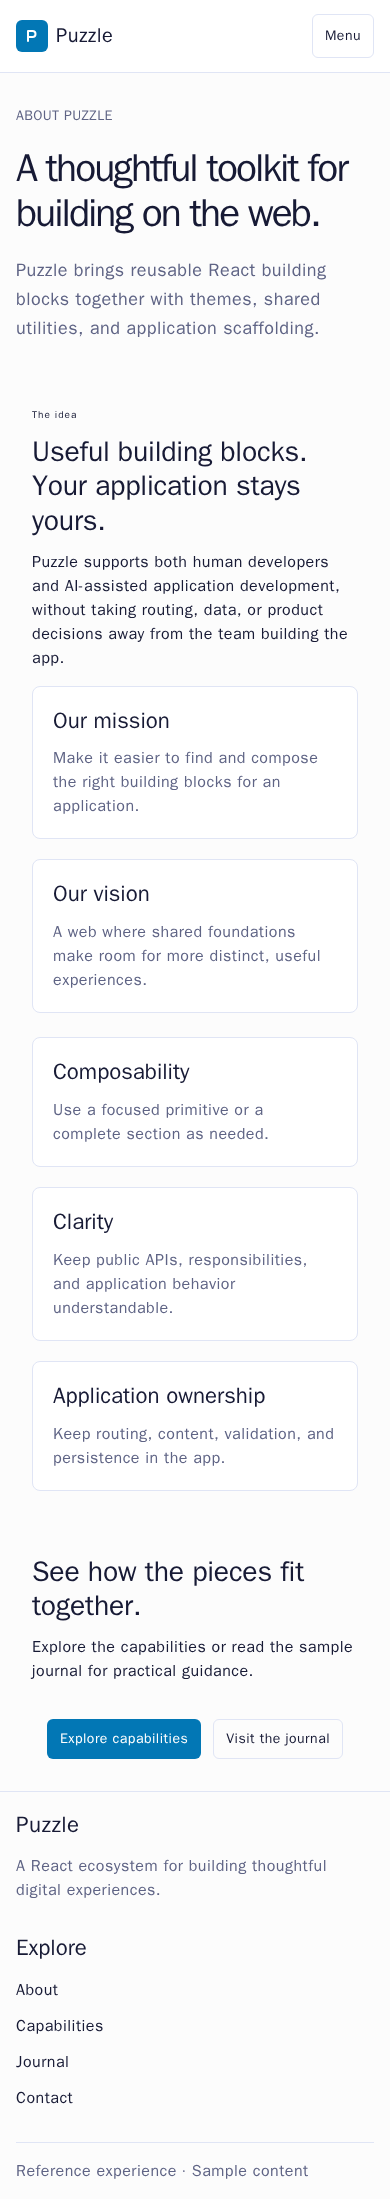 P Puzzle
Menu
ABOUT PUZZLE
A thoughtful toolkit for
building on the web.
Puzzle brings reusable React building
blocks together with themes, shared
utilities, and application scaffolding.
The idea
Useful building blocks.
Your application stays
yours.
Puzzle supports both human developers
and AI-assisted application development,
without taking routing, data, or product
decisions away from the team building the
app.
Our mission
Make it easier to find and compose
the right building blocks for an
application.
Our vision
A web where shared foundations
make room for more distinct, useful
experiences.
Composability
Use a focused primitive or a
complete section as needed.
Clarity
Keep public APIs, responsibilities,
and application behavior
understandable.
Application ownership
Keep routing, content, validation, and
persistence in the app.
See how the pieces fit
together.
Explore the capabilities or read the sample
journal for practical guidance.
Explore capabilities
Visit the journal
Puzzle
A React ecosystem for building thoughtful
digital experiences.
Explore
About
Capabilities
Journal
Contact
Reference experience · Sample content